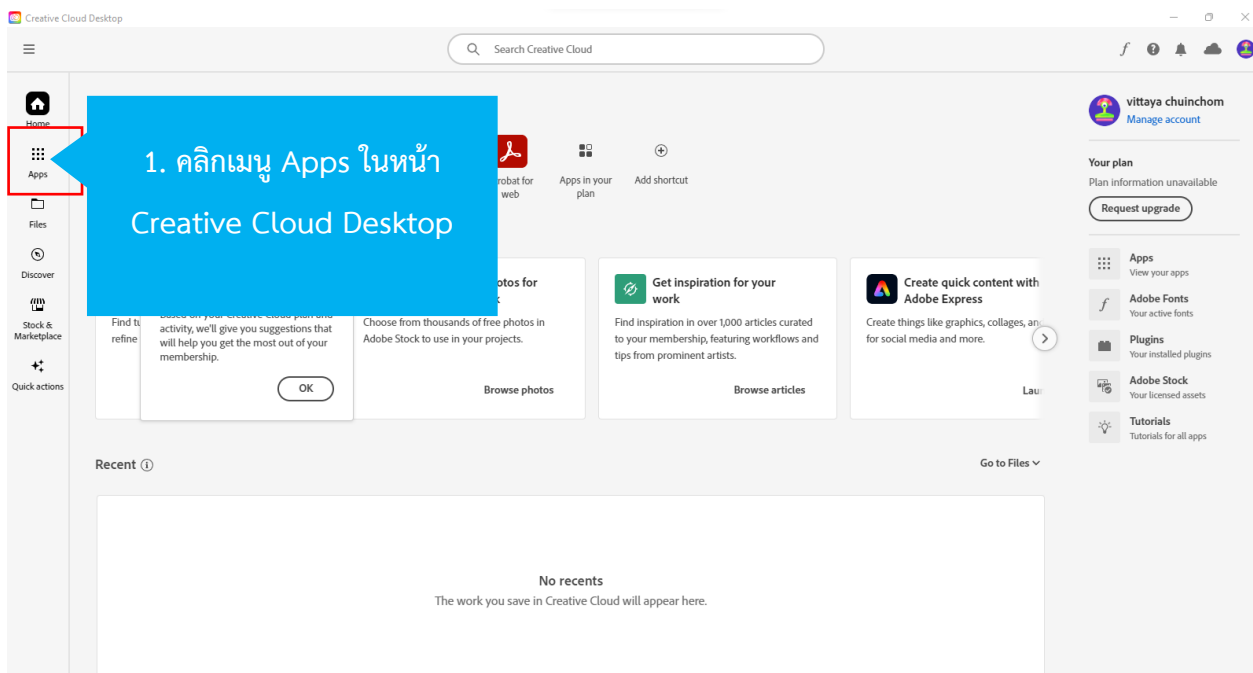 Creative Cloud Desktop
Search Creative Cloud
Home
Apps
Files
Discover
Stock &
Marketplace
Quick actions
1. คลิกเมนู Apps ในหน้า
Creative Cloud Desktop
for
web
Apps in your
plan
Add shortcut
for
Find
refine
Based on your Creative Cloud plan and
activity, we'll give you suggestions that
will help you get the most out of your
membership.
OK
Choose from thousands of free photos in
Adobe Stock to use in your projects.
Browse photos
Get inspiration for your
work
Find inspiration in over 1,000 articles curated
to your membership, featuring workflows and
tips from prominent artists.
Browse articles
Create quick content with
Adobe Express
Create things like graphics, collages,
for social media and more.
Recent
Go to Files
No recents
The work you save in Creative Cloud will appear here.
vittaya chuinchom
Manage account
Your plan
Plan information unavailable
Request upgrade
Apps
View your apps
Adobe Fonts
Your active fonts
Plugins
Your installed plugins
Adobe Stock
Your licensed assets
Tutorials
Tutorials for all apps